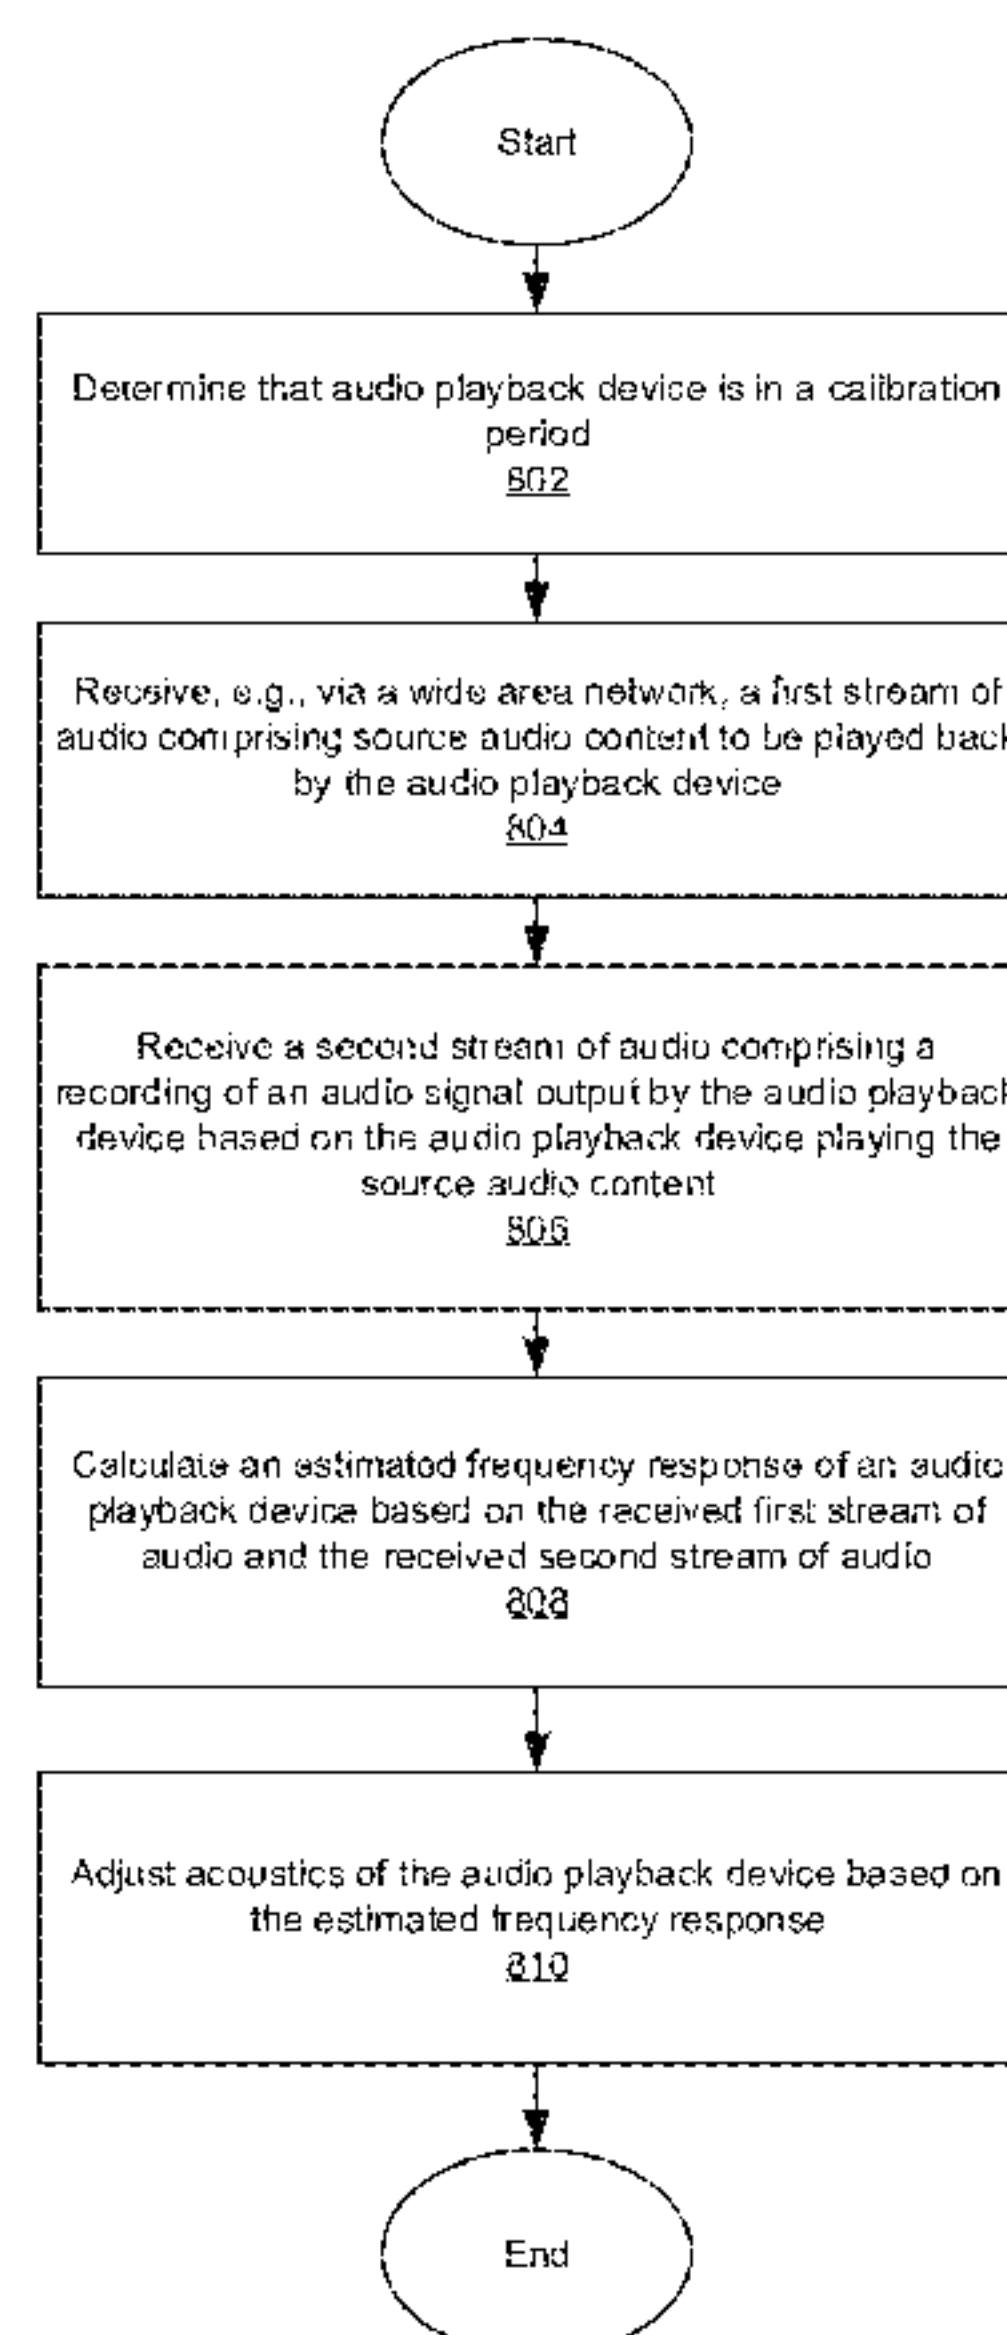 Start
Determine that audio playback device is in a calibration
period
802
Receive, e.g., via a wide area network, a first stream of
audio comprising source audio content to be played back
by the audio playback device
804
Receive a second stream of audio comprising a
recording of an audio signal output by the audio playback
device based on the audio playback device playing the
source audio content
806
Calculate an estimated frequency response of an audio
playback device based on the received first stream of
audio and the received second stream of audio
808
Adjust acoustics of the audio playback device based on
the estimated frequency response
810
End